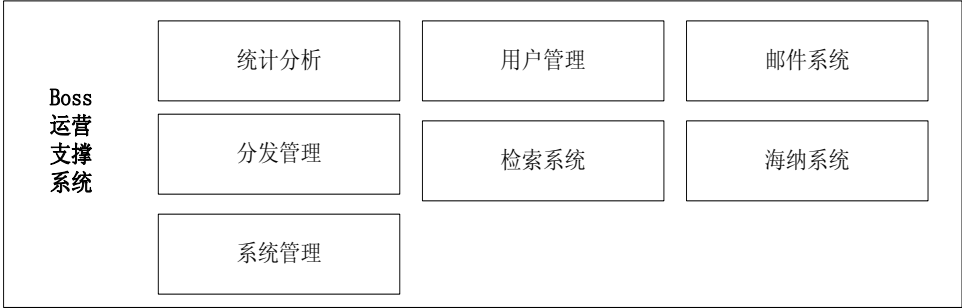 Boss
运营
支撑
系统
统计分析
用户管理
邮件系统
分发管理
检索系统
海纳系统
系统管理